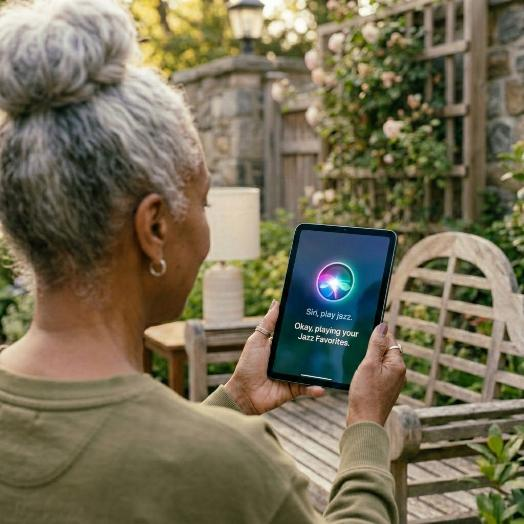 Siri, play jazz.
Okay, playing your
Jazz Favorites.